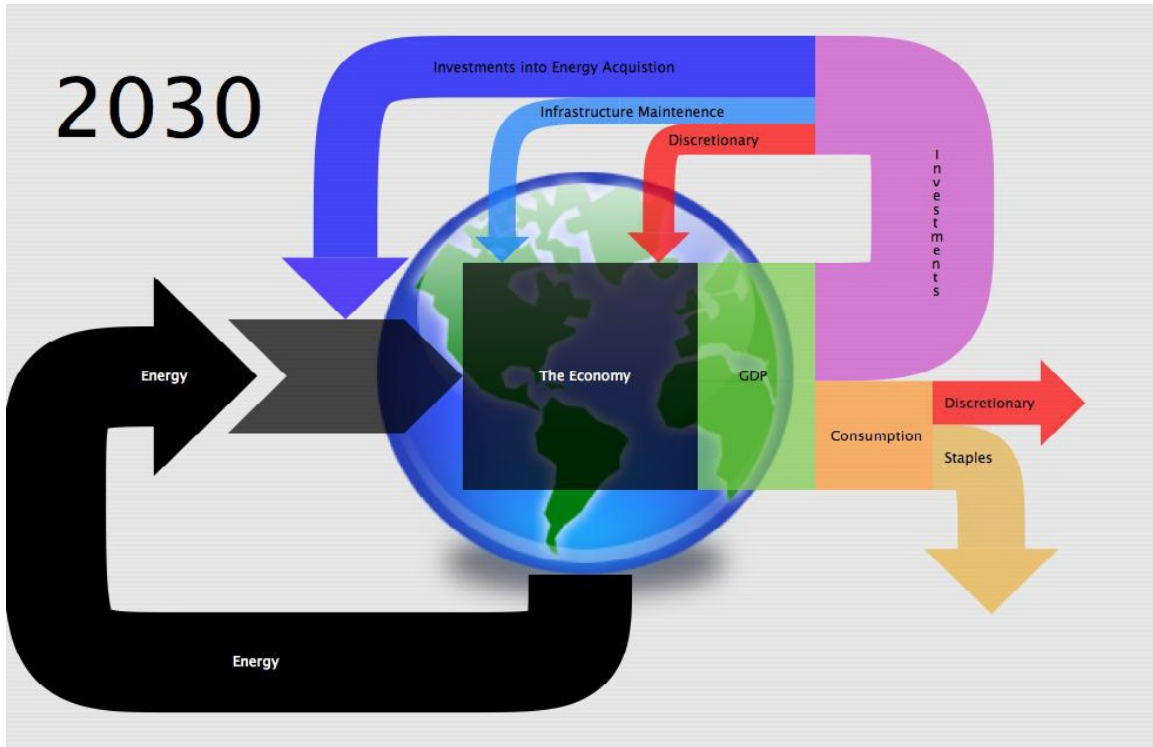 2030
Investments into Energy Acquistion
Infrastructure Maintenence
Discretionary
Investments
Energy
The Economy
GDP
Discretionary
Consumption
Staples
Energy